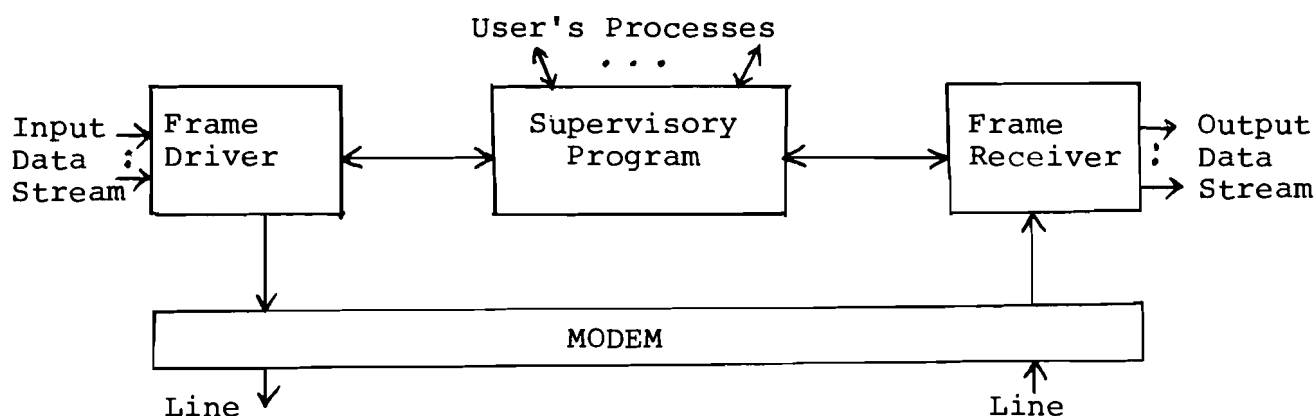 User's Processes
. . .
Input
Data
Stream
Frame
Driver
Supervisory
Program
Frame
Receiver
Output
Data
Stream
MODEM
Line
Line